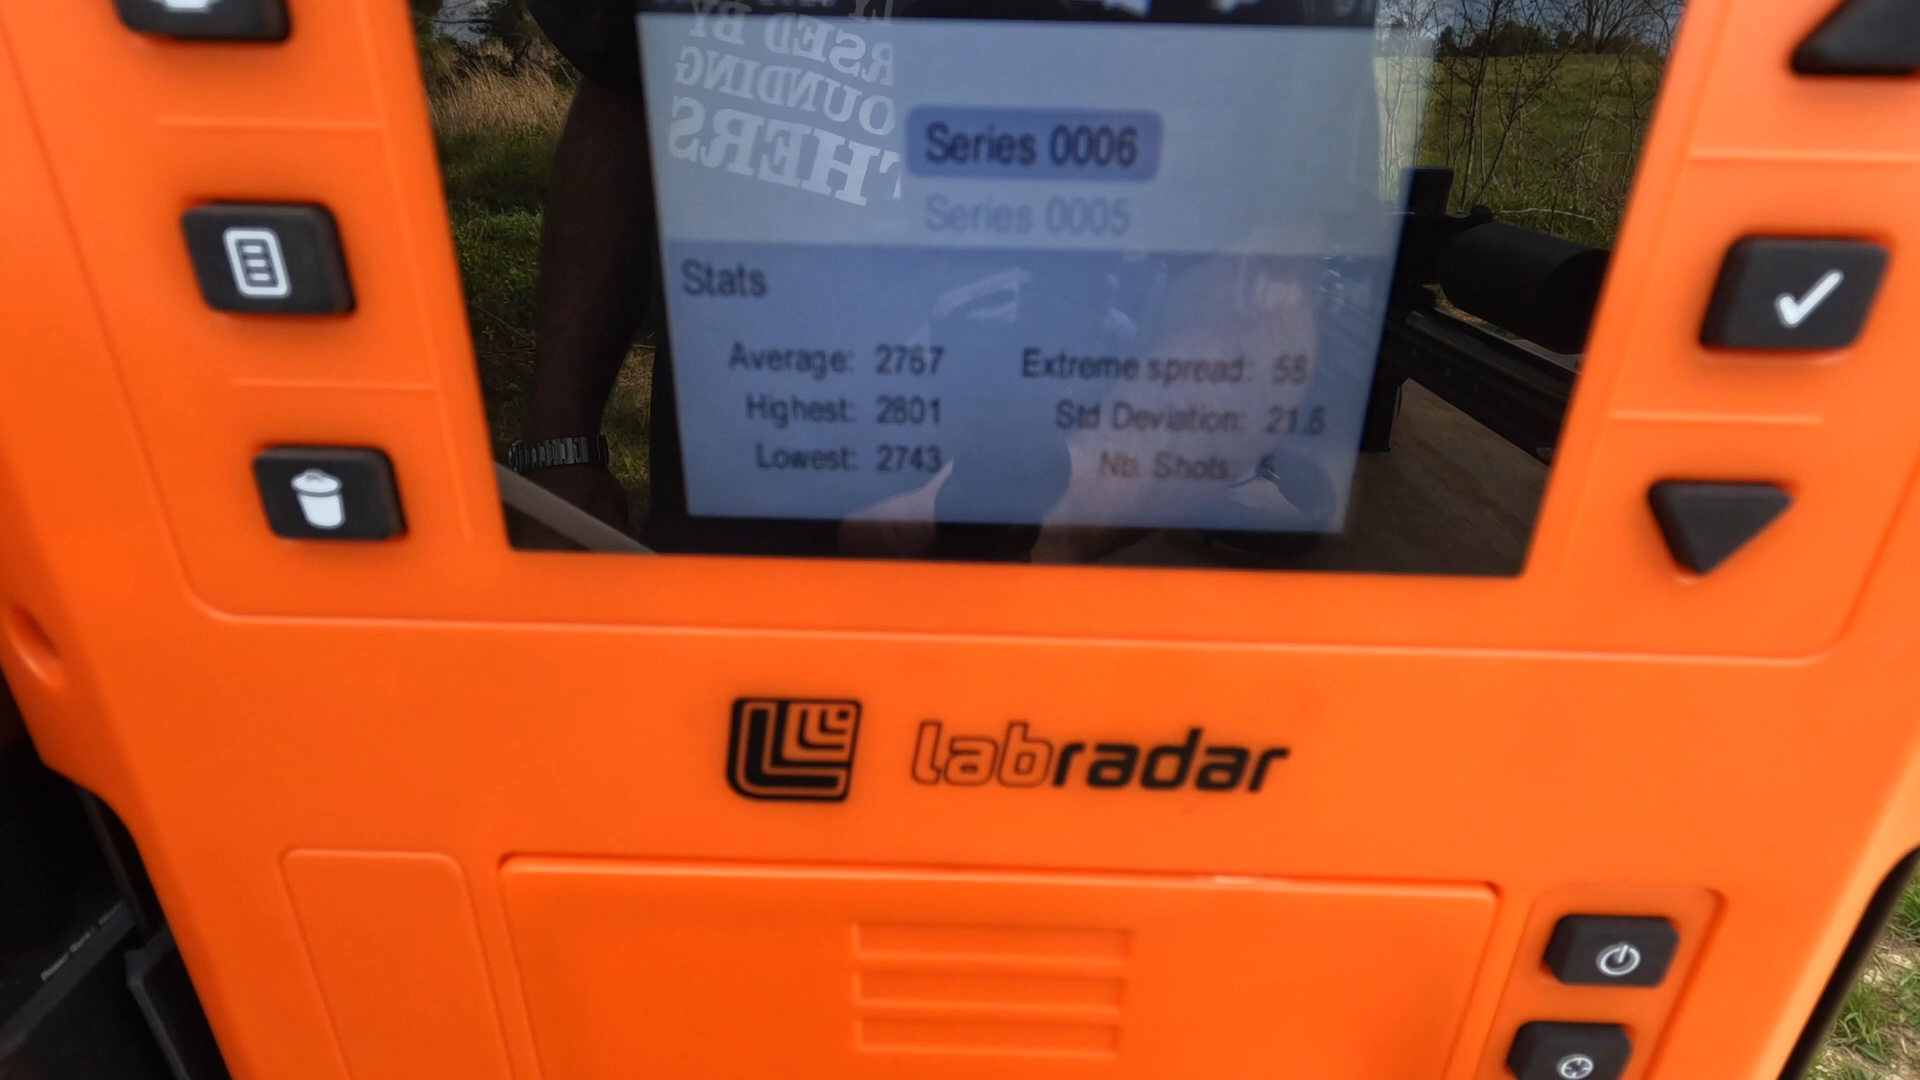 Series 0006
Series 0005
Stats
fps
Average: 2767
Extreme spread: 58
Highest: 2801
Std Deviation: 21.6
Lowest: 2743
Nb. Shots:
labradar